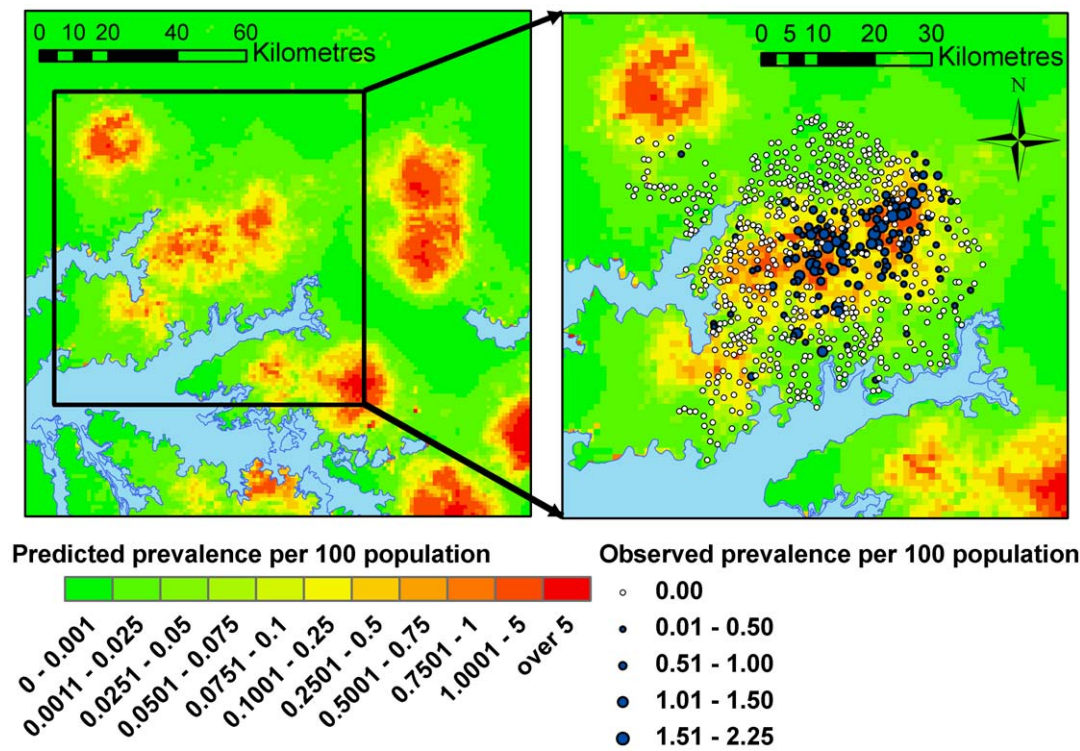 0 20 40 60
Kilometres
0 5 10 20 30
Kilometres
N
Predicted prevalence per 100 population
0 - 0.001
0.0011 - 0.025
0.0251 - 0.05
0.0501 - 0.075
0.0751 - 0.1
0.1001 - 0.25
0.2501 - 0.5
0.5001 - 0.75
0.7501 - 1
1.0001 - 5
over 5
Observed prevalence per 100 population
0.00
0.01 - 0.50
0.51 - 1.00
1.01 - 1.50
1.51 - 2.25